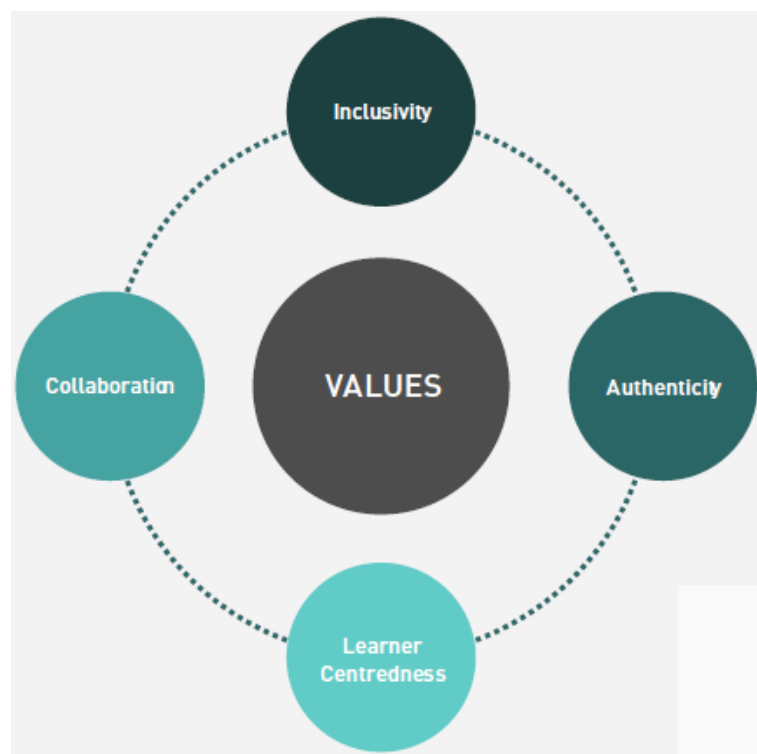 Inclusivity
Collaboration
VALUES
Authenticity
Learner
Centredness